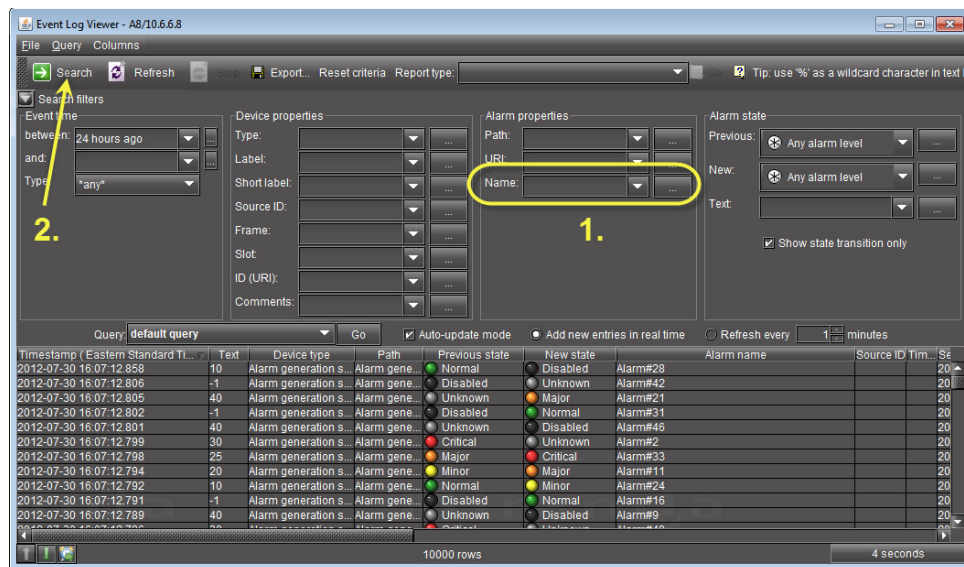 Event Log Viewer - A8/10.6.6.8
File Query Columns
Search Refresh Stop Export... Reset criteria Report type: Go Tip: use '%' as a wildcard character in text
Search filters
Event time Device properties Alarm properties Alarm state
between: 24 hours ago ... Type: ... Path: ... Previous: Any alarm level ...
and: ... Label: ... URI: ... New: Any alarm level ...
Type: *any* Short label: ... Name: ... Text: ...
2. Source ID: ... 1.
Frame: ... Show state transition only
Slot: ...
ID (URI): ...
Comments: ...
Query: default query Go Auto-update mode Add new entries in real time Refresh every 1 minutes
Timestamp ( Eastern Standard Ti... Text Device type Path Previous state New state Alarm name Source ID Tim... Se
2012-07-30 16:07:12.858 10 Alarm generation s... Alarm gene... Normal Disabled Alarm#28 20
2012-07-30 16:07:12.806 -1 Alarm generation s... Alarm gene... Disabled Unknown Alarm#42 20
2012-07-30 16:07:12.805 40 Alarm generation s... Alarm gene... Unknown Major Alarm#21 20
2012-07-30 16:07:12.802 -1 Alarm generation s... Alarm gene... Disabled Normal Alarm#31 20
2012-07-30 16:07:12.801 40 Alarm generation s... Alarm gene... Unknown Disabled Alarm#46 20
2012-07-30 16:07:12.799 30 Alarm generation s... Alarm gene... Critical Unknown Alarm#2 20
2012-07-30 16:07:12.798 25 Alarm generation s... Alarm gene... Major Critical Alarm#33 20
2012-07-30 16:07:12.794 20 Alarm generation s... Alarm gene... Minor Major Alarm#11 20
2012-07-30 16:07:12.792 10 Alarm generation s... Alarm gene... Normal Minor Alarm#24 20
2012-07-30 16:07:12.791 -1 Alarm generation s... Alarm gene... Disabled Normal Alarm#16 20
2012-07-30 16:07:12.789 40 Alarm generation s... Alarm gene... Unknown Disabled Alarm#9 20
10000 rows 4 seconds